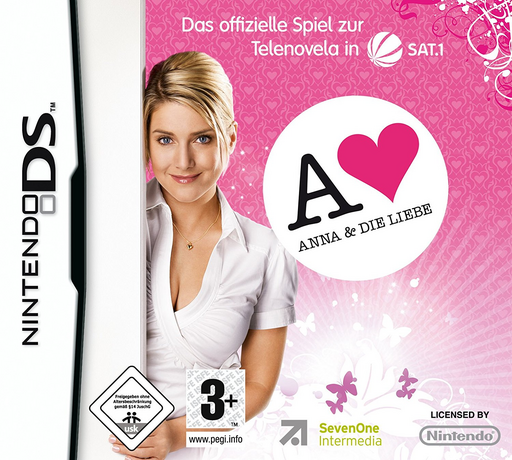 Das offizielle Spiel zur
Telenovela in SAT.1
NINTENDO DS™
A
ANNA & DIE LIEBE
Freigegeben ohne
Altersbeschränkung
gemäß §14 JuSchG
usk
3+
www.pegi.info
SevenOne
Intermedia
LICENSED BY
Nintendo